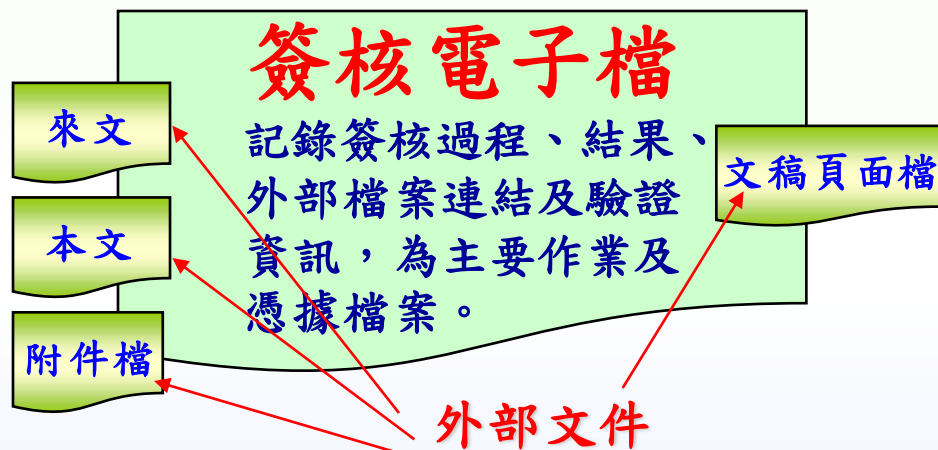 簽核電子檔
來文
記錄簽核過程、結果、
外部檔案連結及驗證
資訊，為主要作業及
憑據檔案。
文稿頁面檔
本文
附件檔
外部文件